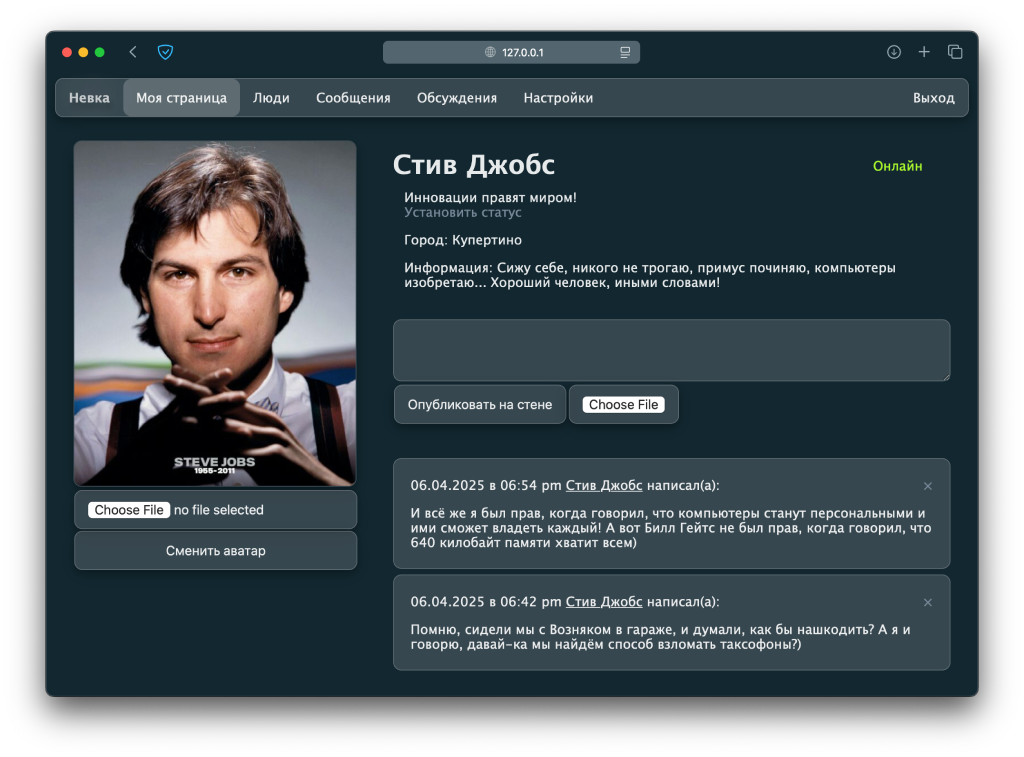 127.0.0.1
Невка Моя страница Люди Сообщения Обсуждения Настройки Выход
STEVE JOBS
1955-2011
Choose File no file selected
Сменить аватар
Стив Джобс Онлайн
Инновации правят миром!
Установить статус
Город: Купертино
Информация: Сижу себе, никого не трогаю, примус починяю, компьютеры
изобретаю... Хороший человек, иными словами!
Опубликовать на стене Choose File
06.04.2025 в 06:54 pm Стив Джобс написал(а): ×
И всё же я был прав, когда говорил, что компьютеры станут персональными и
ими сможет владеть каждый! А вот Билл Гейтс не был прав, когда говорил, что
640 килобайт памяти хватит всем)
06.04.2025 в 06:42 pm Стив Джобс написал(а): ×
Помню, сидели мы с Возняком в гараже, и думали, как бы нашкодить? А я и
говорю, давай-ка мы найдём способ взломать таксофоны?)